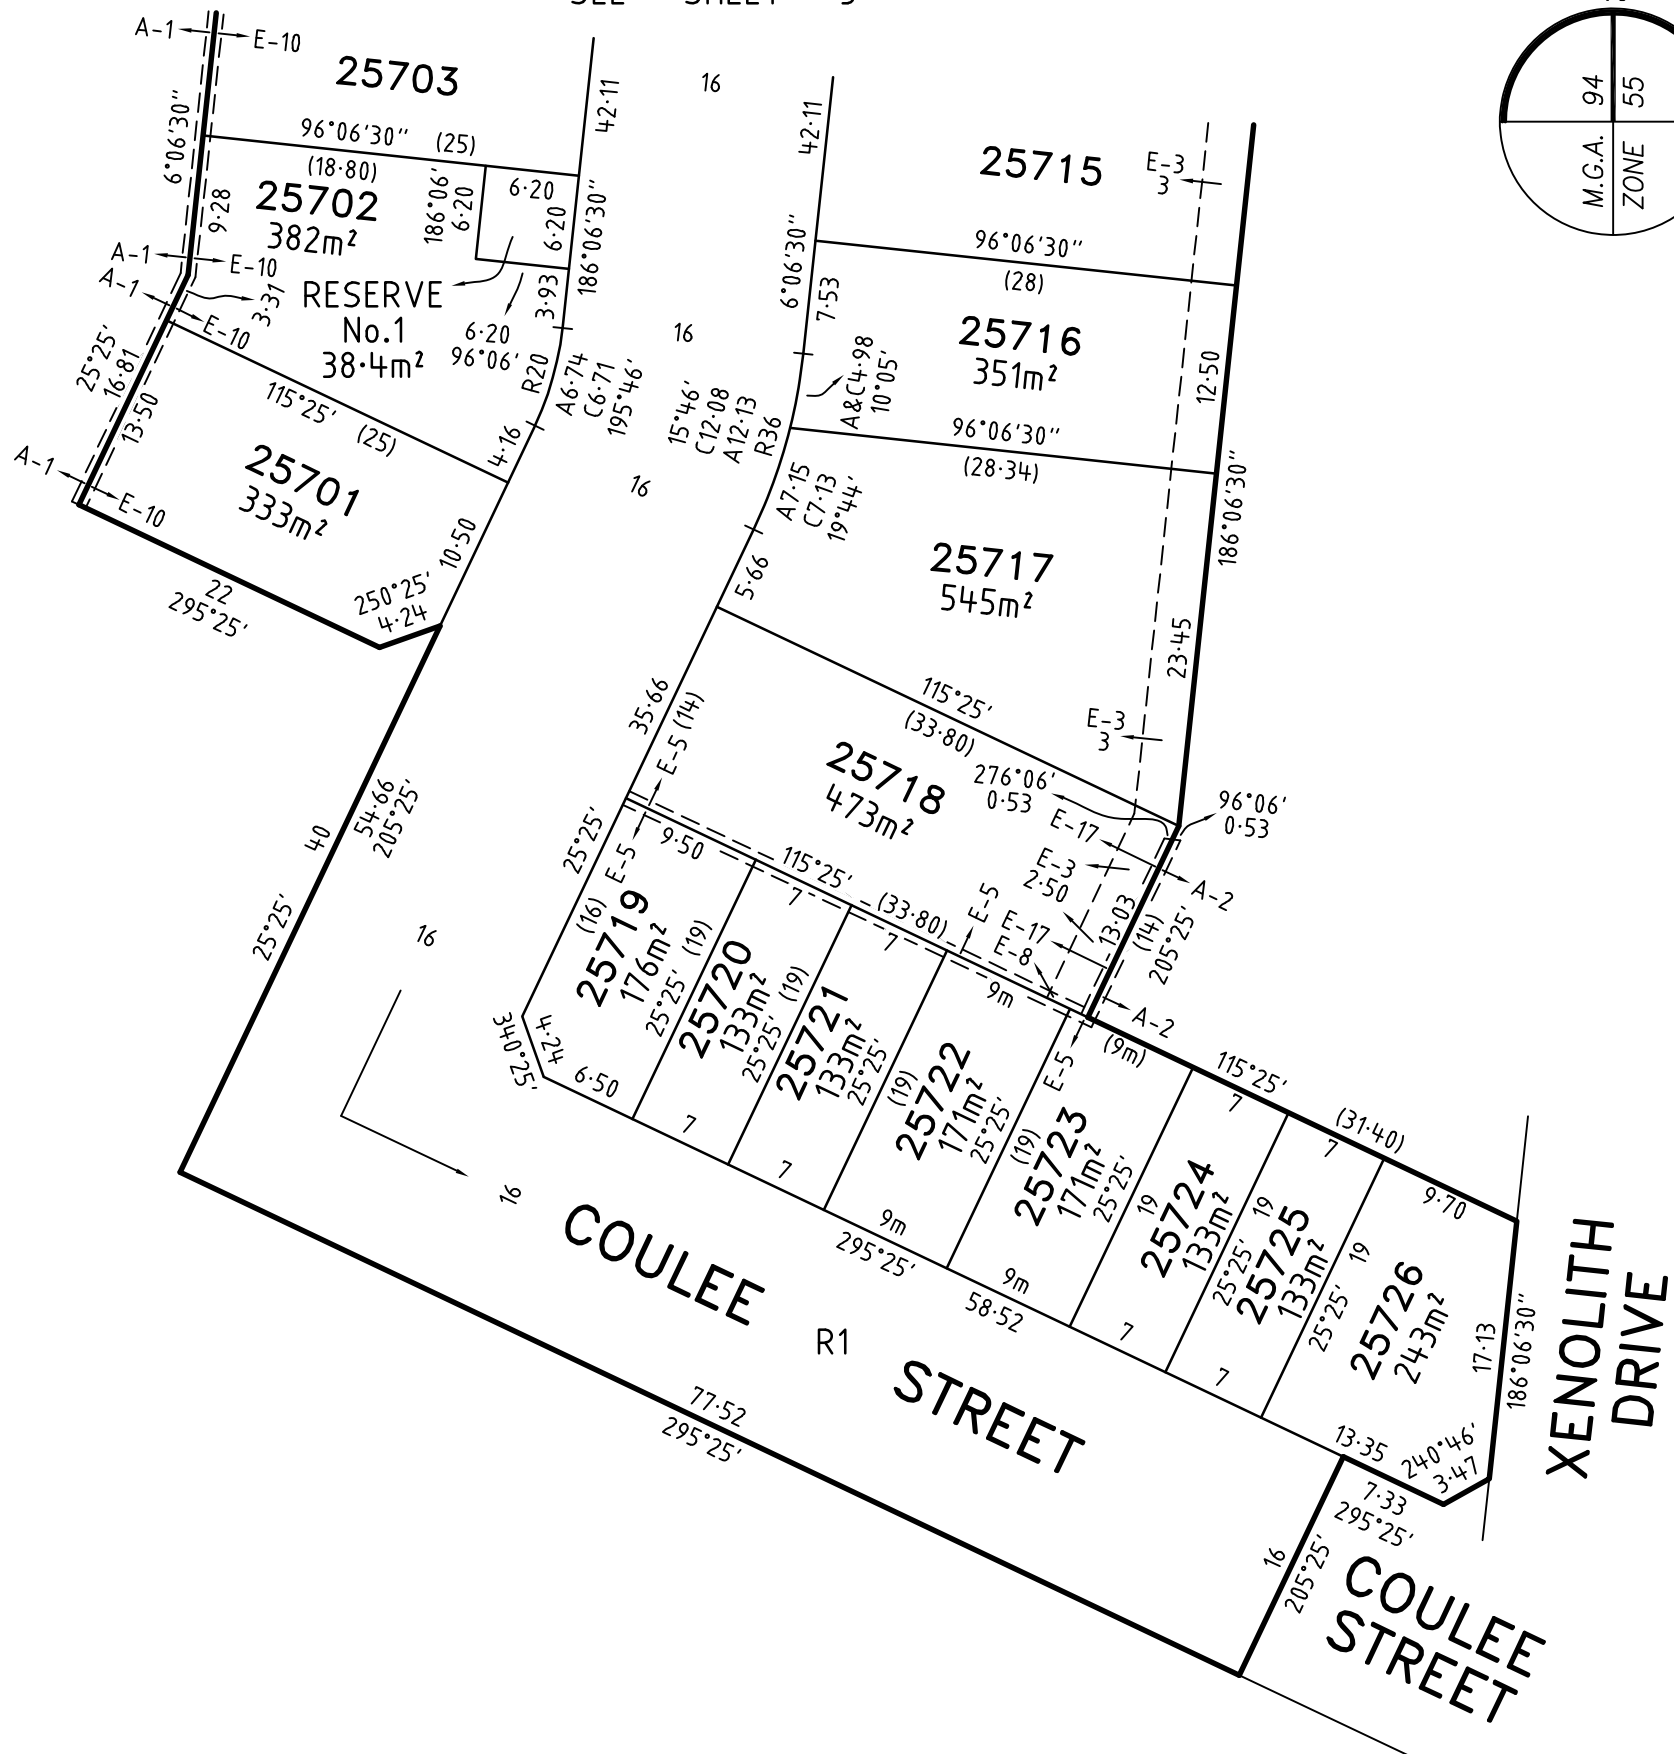 A-1
E-10
25703
42·11
16
42·11
94
55
M.G.A.
ZONE
6°06'30"
96°06'30"
(25)
(18·80)
25702
382m²
9·28
186°06'
6·20
6·20
6·20
186°06'30"
25715
E-3
3
A-1
E-10
A-1
E-10
3·31
RESERVE
No.1
38·4m²
6·20
96°06'
3·93
R20
A6·74
C6·71
195°46'
16
6°06'30"
7·53
96°06'30"
(28)
25716
351m²
12·50
A&C4·98
10°05'
15°46'
C12·08
A12·13
R36
25°25'
16·81
13·50
115°25'
(25)
4·16
A-1
E-10
25701
333m²
10·50
16
96°06'30"
(28·34)
A7·15
C7·13
19°44'
186°06'30"
25717
545m²
5·66
23·45
22
295°25'
250°25'
4·24
35·66
E-5 (14)
115°25'
(33·80)
E-3
3
25718
473m²
276°06'
0·53
96°06'
0·53
E-17
E-3
2·50
A-2
40
54·66
205°25'
25°25'
25°25'
E-5
9·50
115°25'
(33·80)
E-5
E-17
E-8
13·03
(14)
205°25'
A-2
16
(16)
25719
176m²
25°25'
(19)
7
25720
133m²
25°25'
(19)
7
25721
133m²
25°25'
(19)
9m
25722
171m²
25°25'
(19)
E-5
(9m)
25723
171m²
25°25'
19
115°25'
7
25724
133m²
25°25'
19
7
(31·40)
25725
133m²
25°25'
19
9·70
25726
243m²
17·13
186°06'30"
340°25'
4·24
6·50
7
7
9m
295°25'
9m
58·52
7
7
13·35
240°46'
3·47
7·33
295°25'
16
COULEE
R1
STREET
77·52
295°25'
16
205°25'
XENOLITH
DRIVE
COULEE
STREET